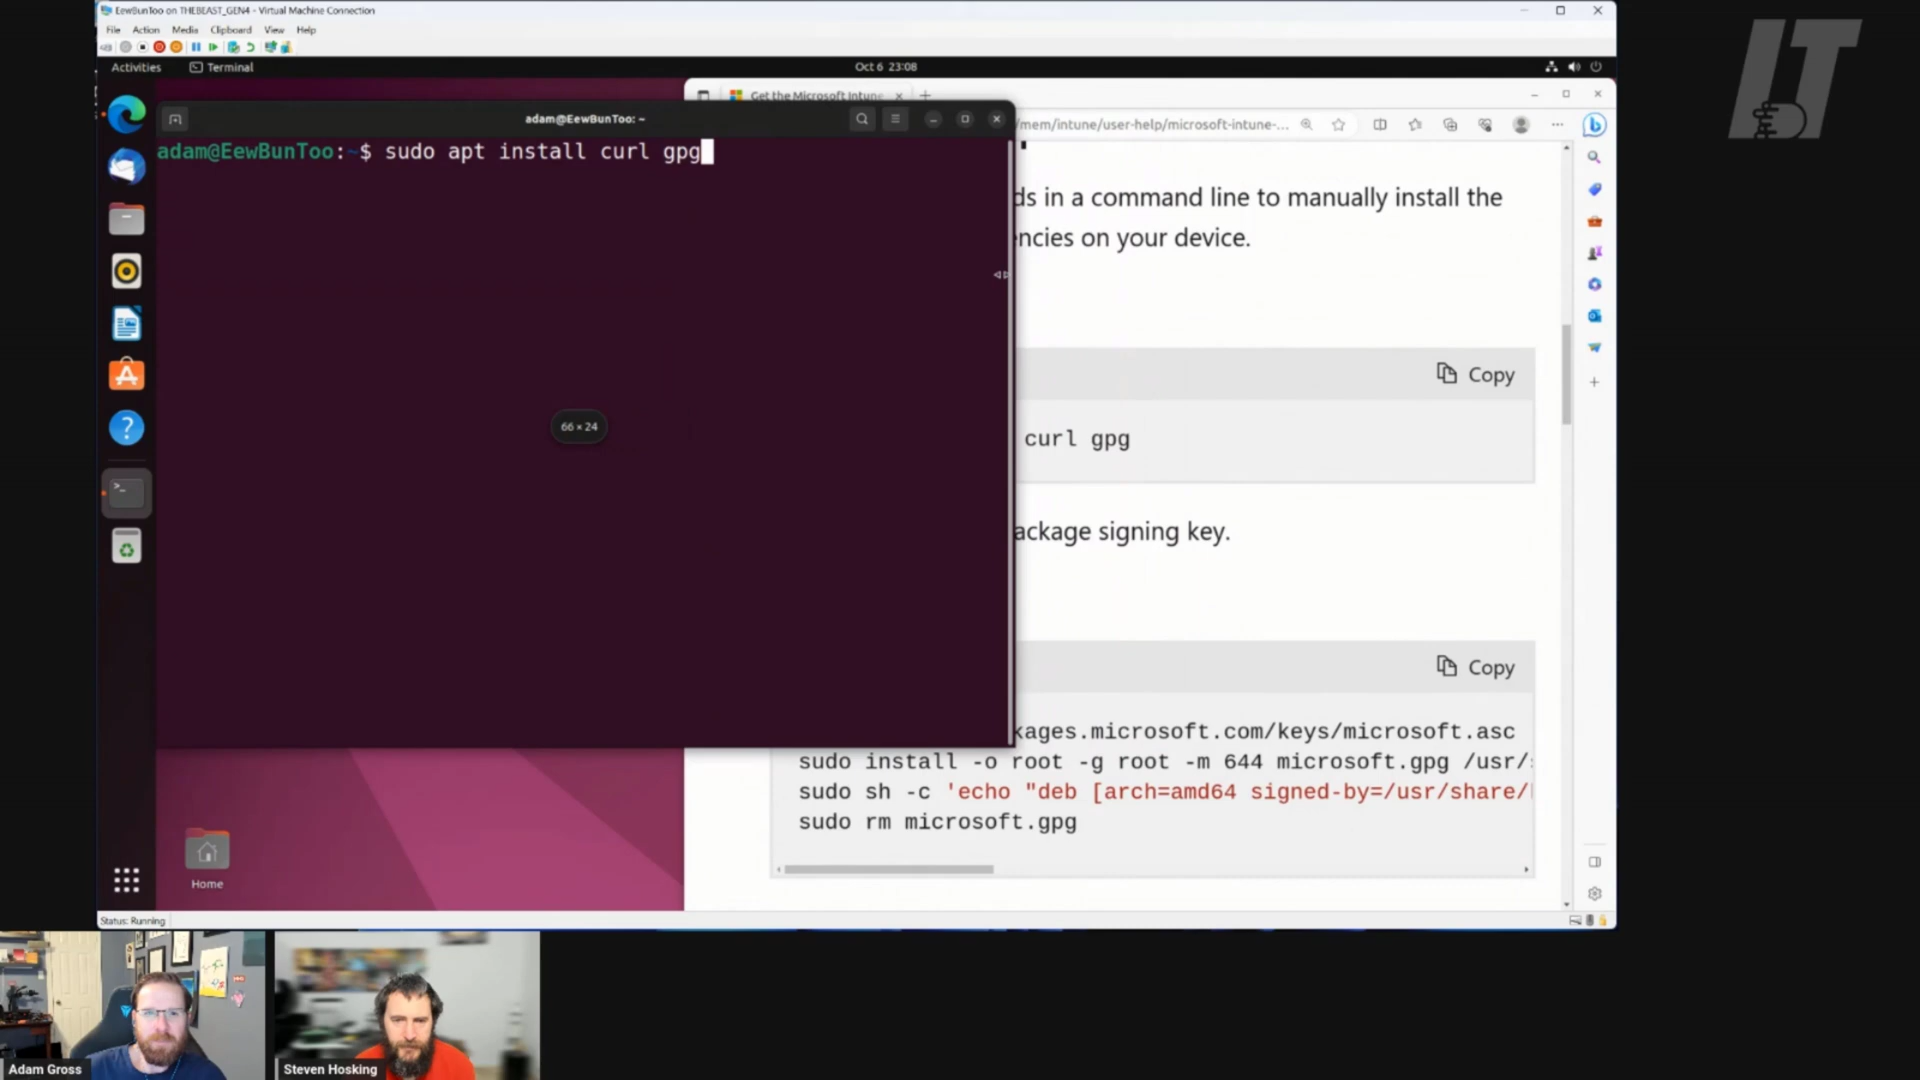 EewBunToo on THEBEAST_GEN4 - Virtual Machine Connection
File Action Media Clipboard View Help
Activities Terminal Oct 6 23:08
Get the Microsoft Intune
adam@EewBunToo: ~
/mem/intune/user-help/microsoft-intune-...
adam@EewBunToo:~$ sudo apt install curl gpg
ds in a command line to manually install the
encies on your device.
Copy
66 × 24
curl gpg
ackage signing key.
Copy
kages.microsoft.com/keys/microsoft.asc
sudo install -o root -g root -m 644 microsoft.gpg /usr/
sudo sh -c 'echo "deb [arch=amd64 signed-by=/usr/share/
sudo rm microsoft.gpg
Home
Status: Running
Adam Gross
Steven Hosking
IT